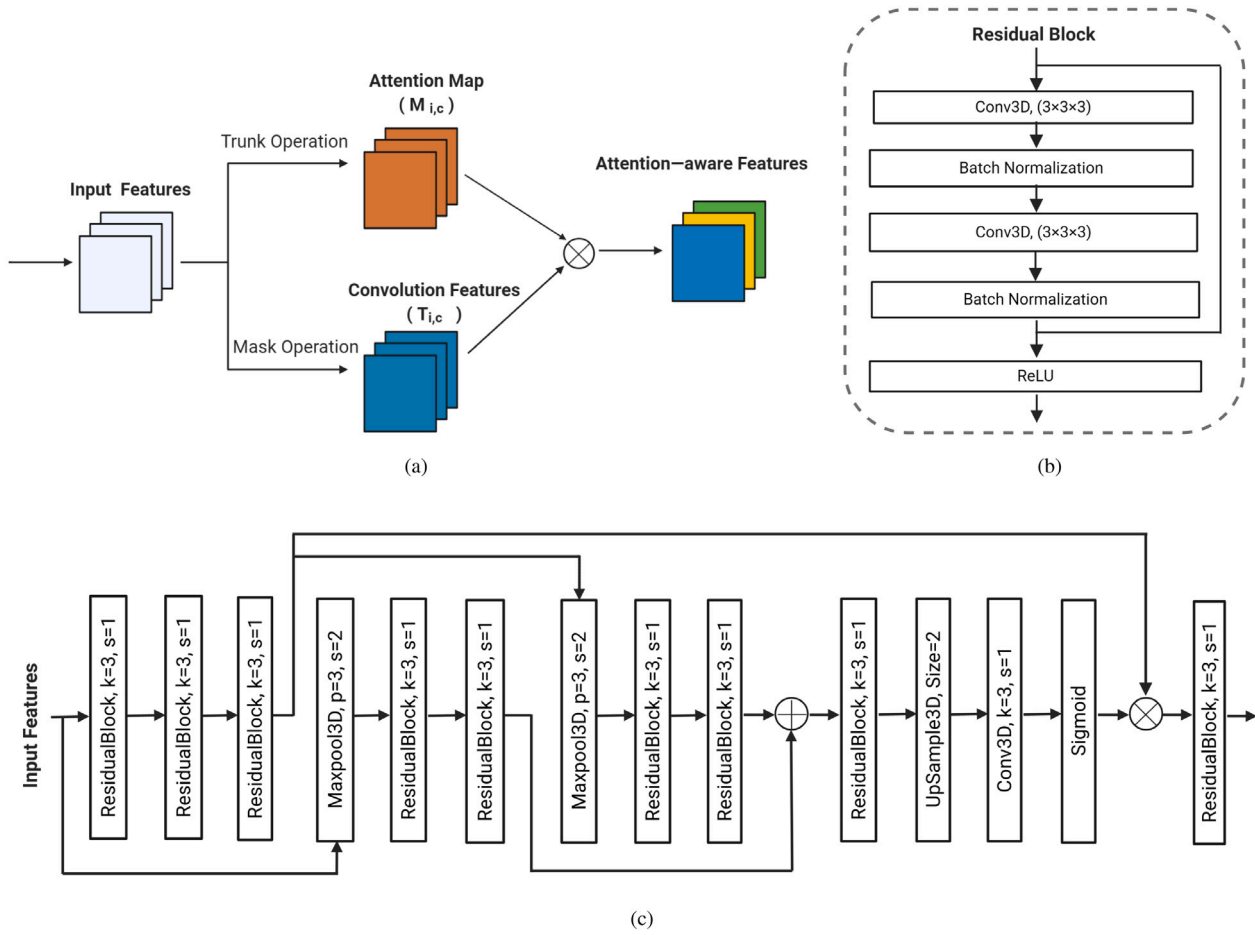 Residual Block
Conv3D, (3×3×3)
Batch Normalization
Conv3D, (3×3×3)
Batch Normalization
ReLU
(b)
Attention Map
( M i,c)
Trunk Operation
Attention—aware Features
Input Features
Convolution Features
( Ti,c )
Mask Operation
(a)
Input Features
ResidualBlock, k=3, s=1
ResidualBlock, k=3, s=1
ResidualBlock, k=3, s=1
Maxpool3D, p=3, s=2
ResidualBlock, k=3, s=1
ResidualBlock, k=3, s=1
Maxpool3D, p=3, s=2
ResidualBlock, k=3, s=1
ResidualBlock, k=3, s=1
ResidualBlock, k=3, s=1
UpSample3D, Size=2
Conv3D, k=3, s=1
Sigmoid
ResidualBlock, k=3, s=1
(c)